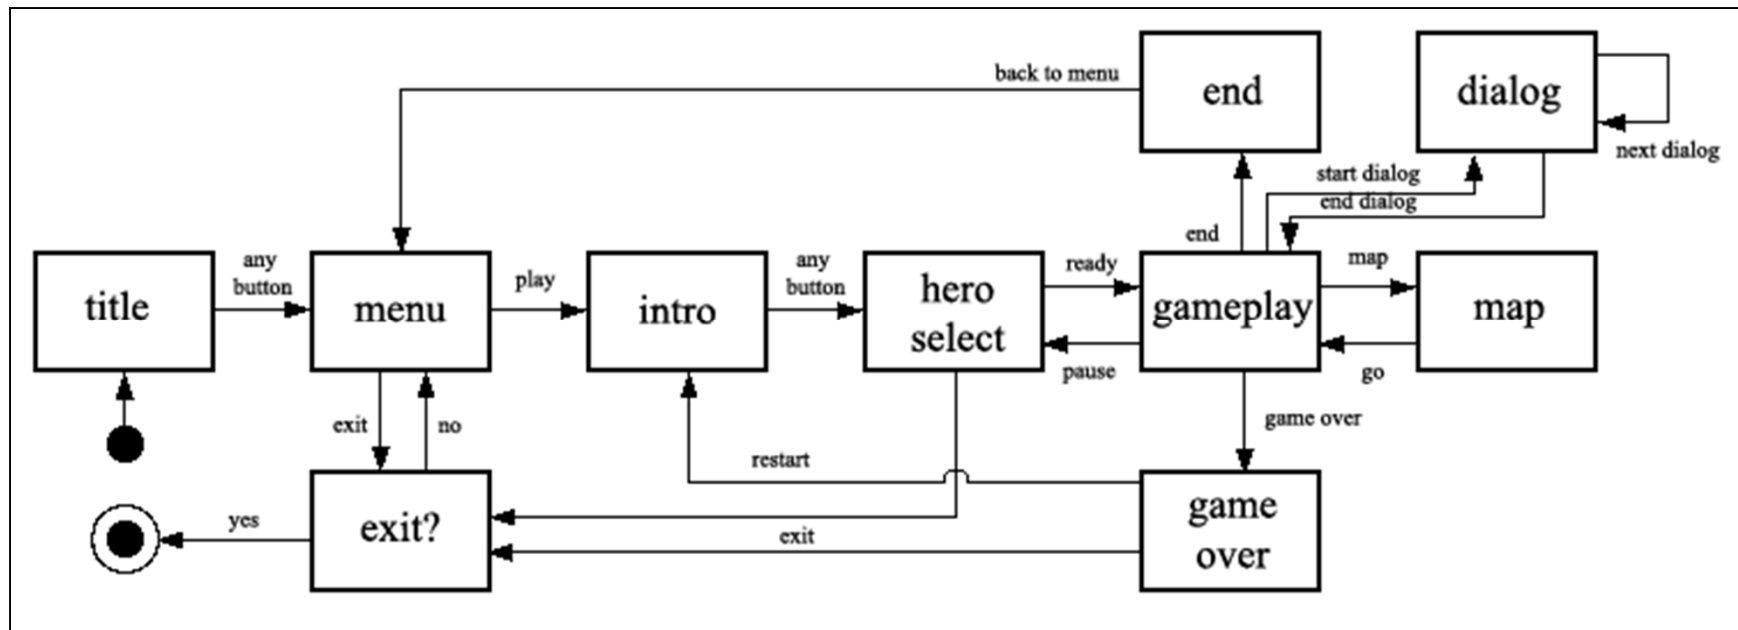 back to menu
end
dialog
next dialog
start dialog
end dialog
end
title
any
button
menu
play
intro
any
button
hero
select
ready
pause
gameplay
map
go
map
exit
no
game over
restart
yes
exit?
exit
game
over